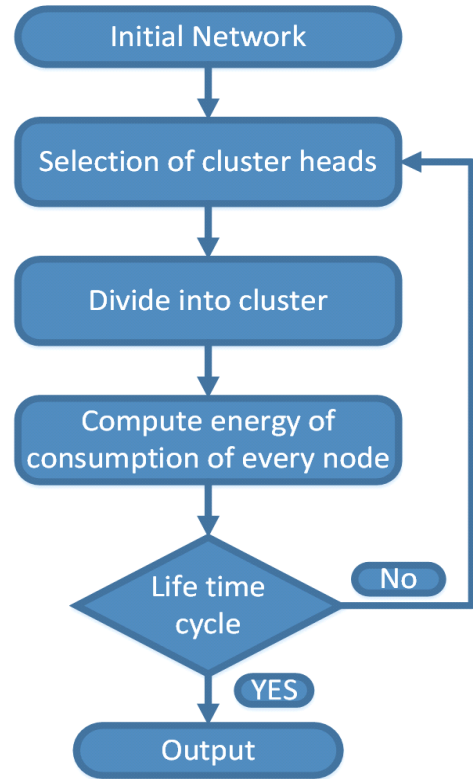 Initial Network
Selection of cluster heads
Divide into cluster
Compute energy of
consumption of every node
Life time
cycle
No
YES
Output